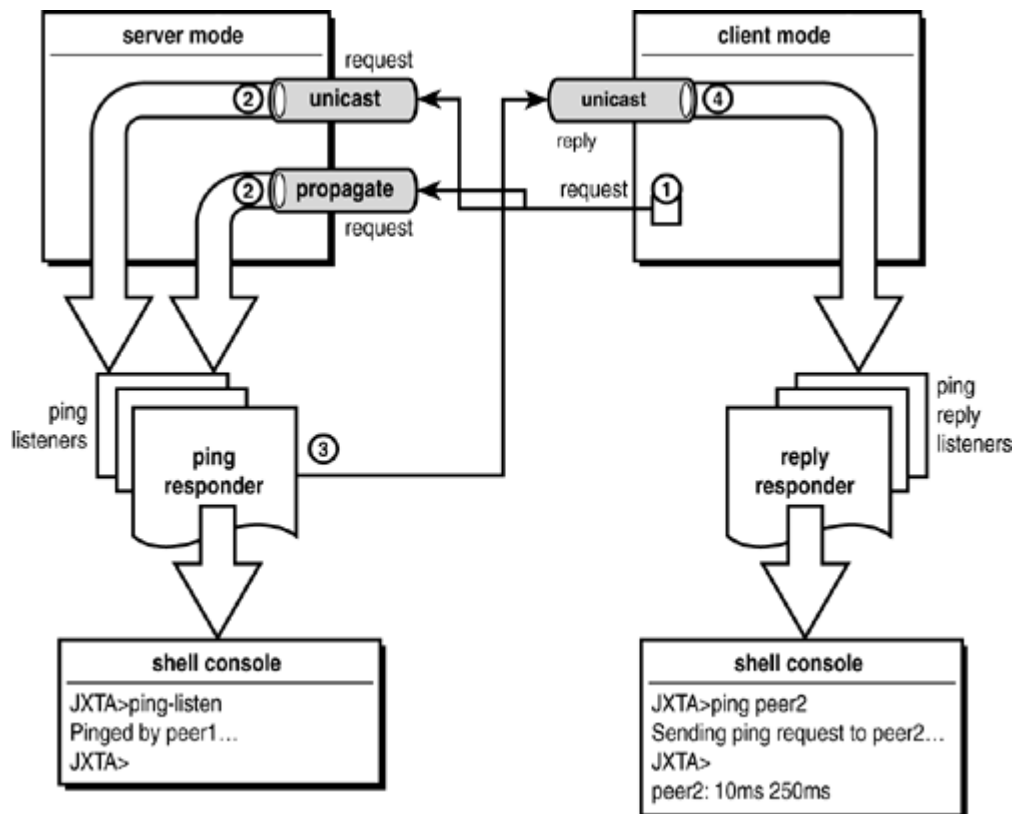 server mode
request
② unicast
② propagate
request
client mode
unicast ④
reply
request ①
ping
listeners
ping
responder
③
ping
reply
listeners
reply
responder
shell console
JXTA>ping-listen
Pinged by peer1...
JXTA>
shell console
JXTA>ping peer2
Sending ping request to peer2...
JXTA>
peer2: 10ms 250ms